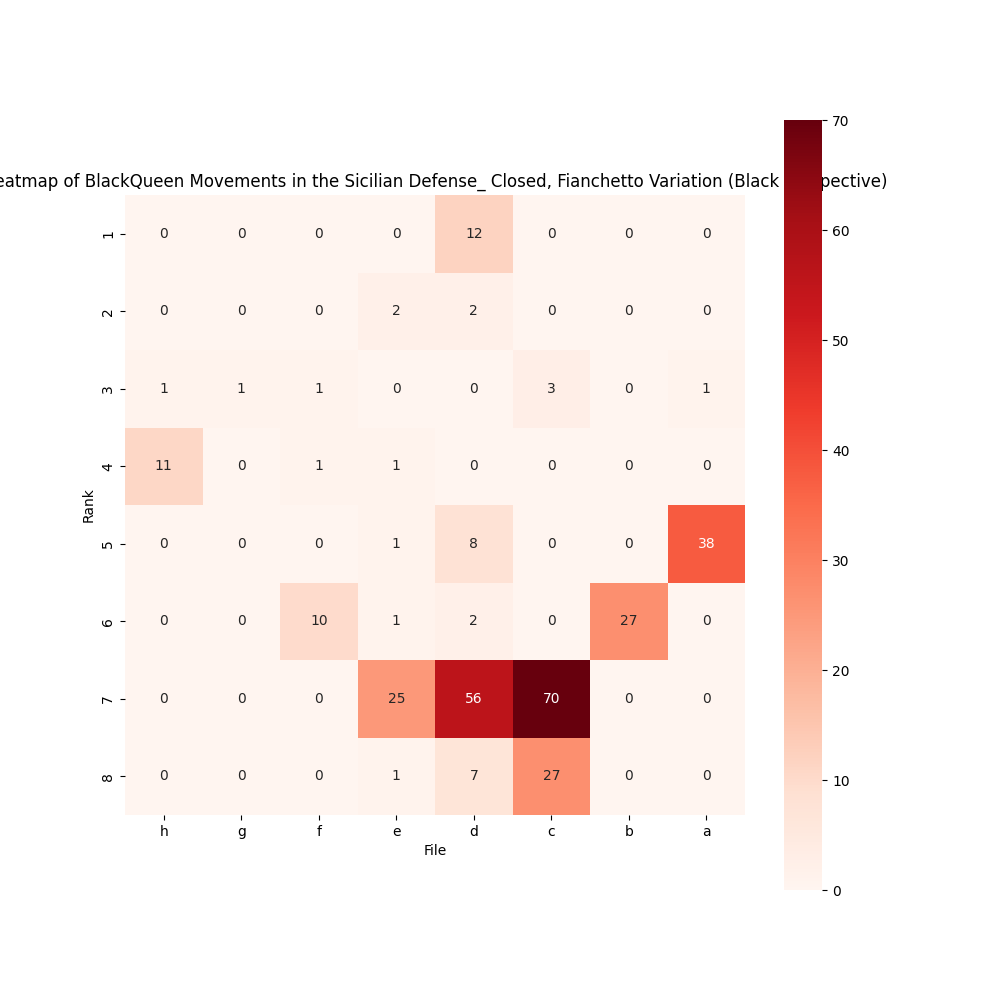 70
eatmap of BlackQueen Movements in the Sicilian Defense_ Closed, Fianchetto Variation (Black pective)
60
50
40
30
20
10
0
Rank
1 0 0 0 0 12 0 0 0
2 0 0 0 2 2 0 0 0
3 1 1 1 0 0 3 0 1
4 11 0 1 1 0 0 0 0
5 0 0 0 1 8 0 0 38
6 0 0 10 1 2 0 27 0
7 0 0 0 25 56 70 0 0
8 0 0 0 1 7 27 0 0
h g f e d c b a
File